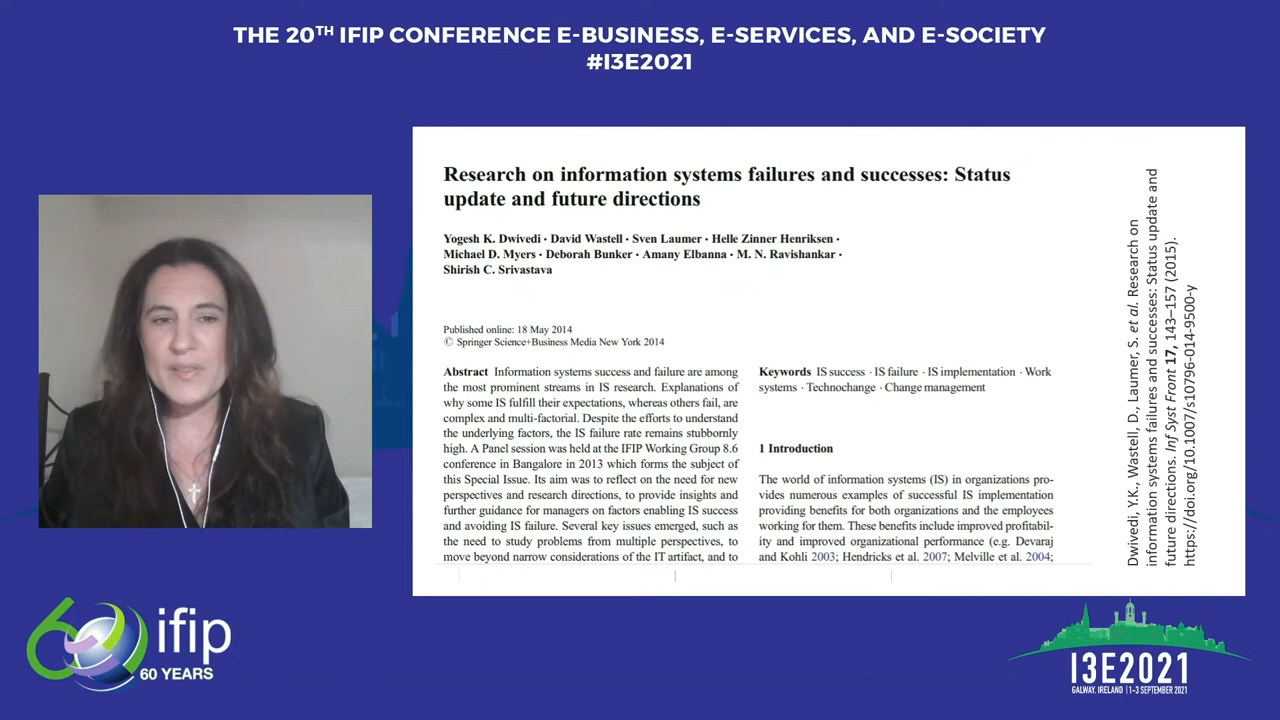 THE 20TH IFIP CONFERENCE E-BUSINESS, E-SERVICES, AND E-SOCIETY
#I3E2021
Research on information systems failures and successes: Status
update and future directions
Yogesh K. Dwivedi · David Wastell · Sven Laumer · Helle Zinner Henriksen ·
Michael D. Myers · Deborah Bunker · Amany Elbanna · M. N. Ravishankar ·
Shirish C. Srivastava
Published online: 18 May 2014
© Springer Science+Business Media New York 2014
Abstract Information systems success and failure are among
the most prominent streams in IS research. Explanations of
why some IS fulfill their expectations, whereas others fail, are
complex and multi-factorial. Despite the efforts to understand
the underlying factors, the IS failure rate remains stubbornly
high. A Panel session was held at the IFIP Working Group 8.6
conference in Bangalore in 2013 which forms the subject of
this Special Issue. Its aim was to reflect on the need for new
perspectives and research directions, to provide insights and
further guidance for managers on factors enabling IS success
and avoiding IS failure. Several key issues emerged, such as
the need to study problems from multiple perspectives, to
move beyond narrow considerations of the IT artifact, and to
Keywords IS success · IS failure · IS implementation · Work
systems · Technochange · Change management
1 Introduction
The world of information systems (IS) in organizations pro-
vides numerous examples of successful IS implementation
providing benefits for both organizations and the employees
working for them. These benefits include improved profitabil-
ity and improved organizational performance (e.g. Devaraj
and Kohli 2003; Hendricks et al. 2007; Melville et al. 2004;
Dwivedi, Y.K., Wastell, D., Laumer, S. et al. Research on
information systems failures and successes: Status update and
future directions. Inf Syst Front 17, 143–157 (2015).
https://doi.org/10.1007/s10796-014-9500-y
60 ifip
60 YEARS
I3E2021
GALWAY, IRELAND | 1-3 SEPTEMBER 2021